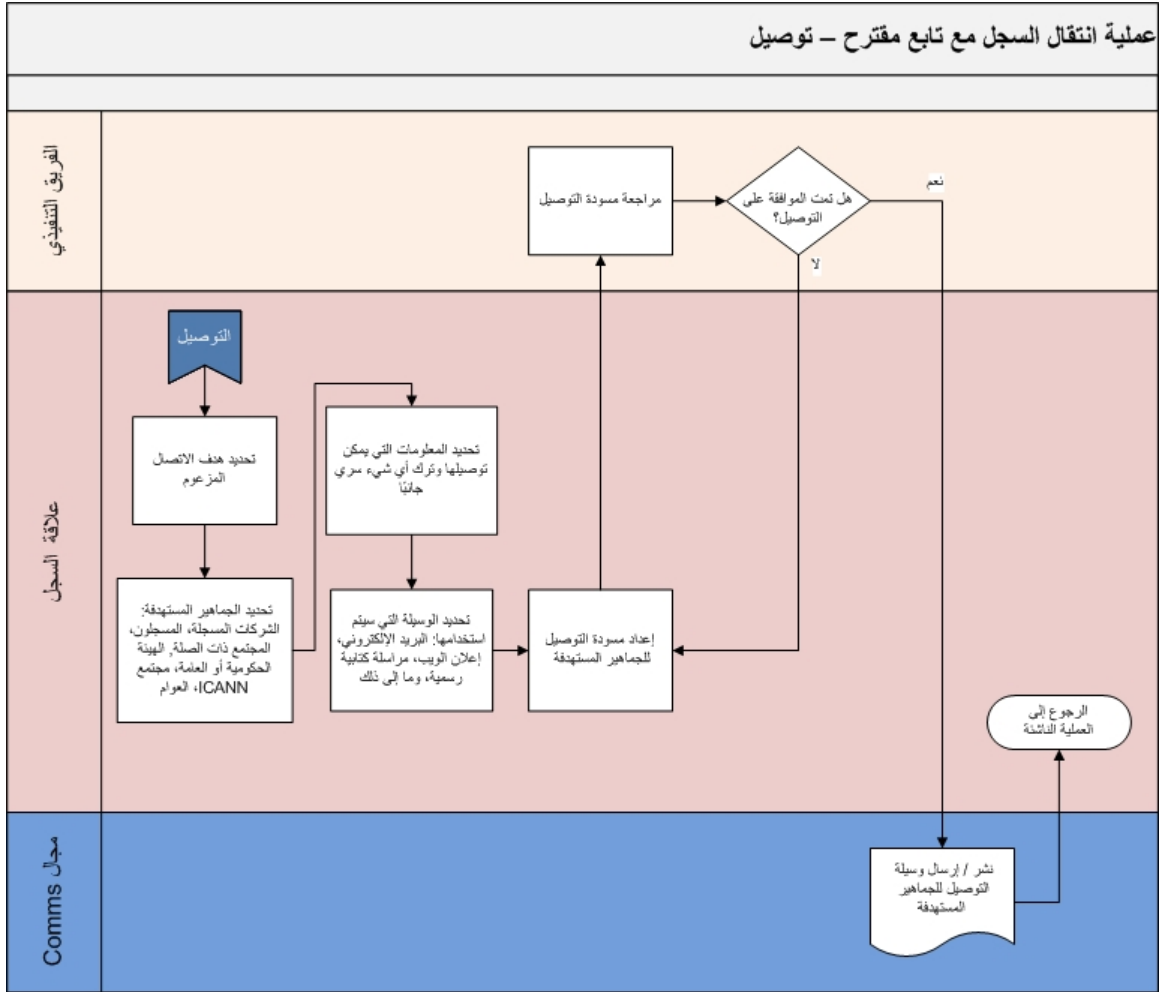 عملية انتقال السجل مع تابع مقترح – توصيل
الفريق التنفيذي
مراجعة مسودة التوصيل
هل تمت الموافقة على
التوصيل؟
نعم
لا
علاقة السجل
التوصيل
تحديد هدف الاتصال
المزعوم
تحديد الجماهير المستهدفة:
الشركات المسجلة، المسجلون،
المجتمع ذات الصلة, الهيئة
الحكومية أو العامة، مجتمع
ICANN، العوام
تحديد المعلومات التي يمكن
توصيلها وترك أي شيء سري
جانبًا
تحديد الوسيلة التي سيتم
استخدامها: البريد الإلكتروني،
إعلان الويب، مراسلة كتابية
رسمية، وما إلى ذلك
إعداد مسودة التوصيل
للجماهير المستهدفة
الرجوع إلى
العملية الناشئة
مجال Comms
نشر / إرسال وسيلة
التوصيل للجماهير
المستهدفة